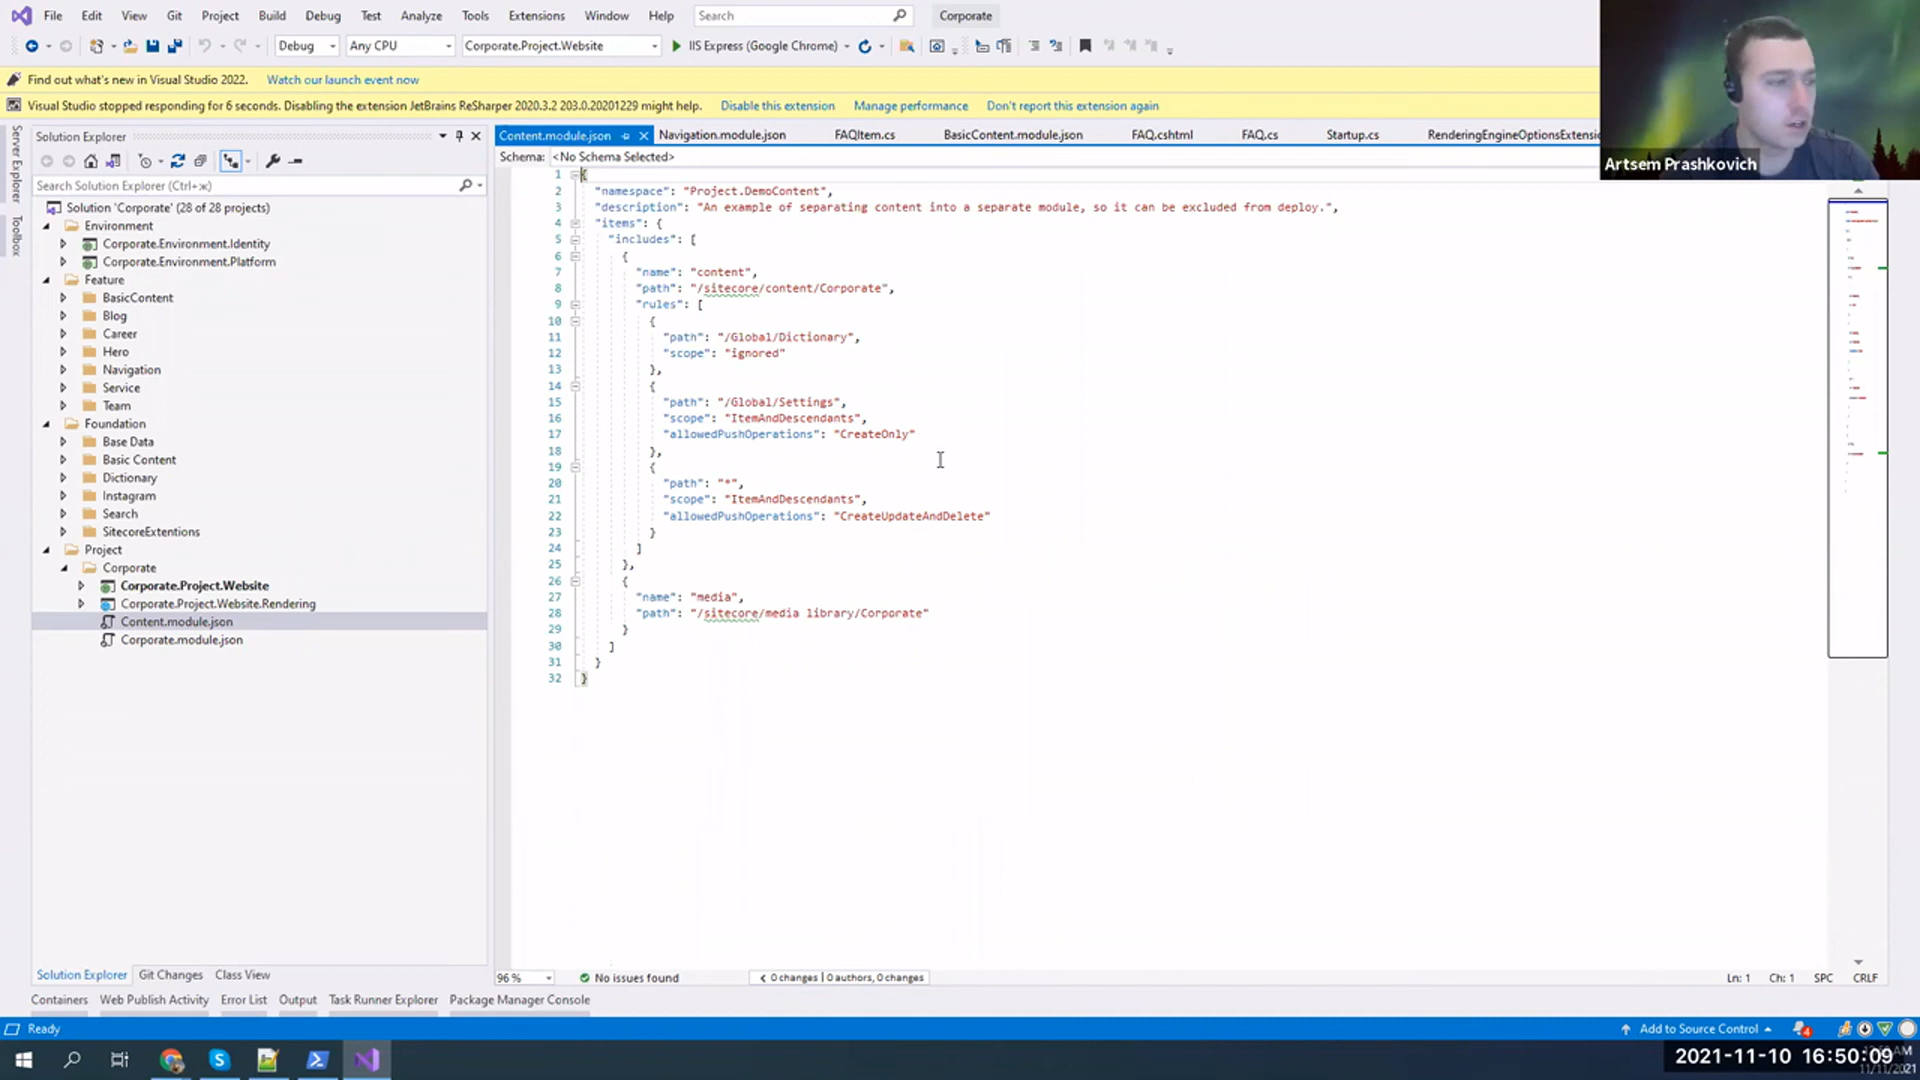 File Edit View Git Project Build Debug Test Analyze Tools Extensions Window Help Search Corporate
Debug Any CPU Corporate.Project.Website IIS Express (Google Chrome)
Find out what's new in Visual Studio 2022. Watch our launch event now
Visual Studio stopped responding for 6 seconds. Disabling the extension JetBrains ReSharper 2020.3.2 203.0.20201229 might help. Disable this extension Manage performance Don't report this extension again
Artsem Prashkovich
Server Explorer
Toolbox
Solution Explorer
Search Solution Explorer (Ctrl+ж)
Solution 'Corporate' (28 of 28 projects)
Environment
Corporate.Environment.Identity
Corporate.Environment.Platform
Feature
BasicContent
Blog
Career
Hero
Navigation
Service
Team
Foundation
Base Data
Basic Content
Dictionary
Instagram
Search
SitecoreExtentions
Project
Corporate
Corporate.Project.Website
Corporate.Project.Website.Rendering
Content.module.json
Corporate.module.json
Content.module.json Navigation.module.json FAQItem.cs BasicContent.module.json FAQ.cshtml FAQ.cs Startup.cs RenderingEngineOptionsExtensio
Schema: <No Schema Selected>
1 {
2 "namespace": "Project.DemoContent",
3 "description": "An example of separating content into a separate module, so it can be excluded from deploy.",
4 "items": {
5 "includes": [
6 {
7 "name": "content",
8 "path": "/sitecore/content/Corporate",
9 "rules": [
10 {
11 "path": "/Global/Dictionary",
12 "scope": "ignored"
13 },
14 {
15 "path": "/Global/Settings",
16 "scope": "ItemAndDescendants",
17 "allowedPushOperations": "CreateOnly"
18 },
19 {
20 "path": "*",
21 "scope": "ItemAndDescendants",
22 "allowedPushOperations": "CreateUpdateAndDelete"
23 }
24 ]
25 },
26 {
27 "name": "media",
28 "path": "/sitecore/media library/Corporate"
29 }
30 ]
31 }
32 }
Solution Explorer Git Changes Class View
96 % No issues found 0 changes | 0 authors, 0 changes Ln: 1 Ch: 1 SPC CRLF
Containers Web Publish Activity Error List Output Task Runner Explorer Package Manager Console
Ready Add to Source Control 4
2021-11-10 16:50:09